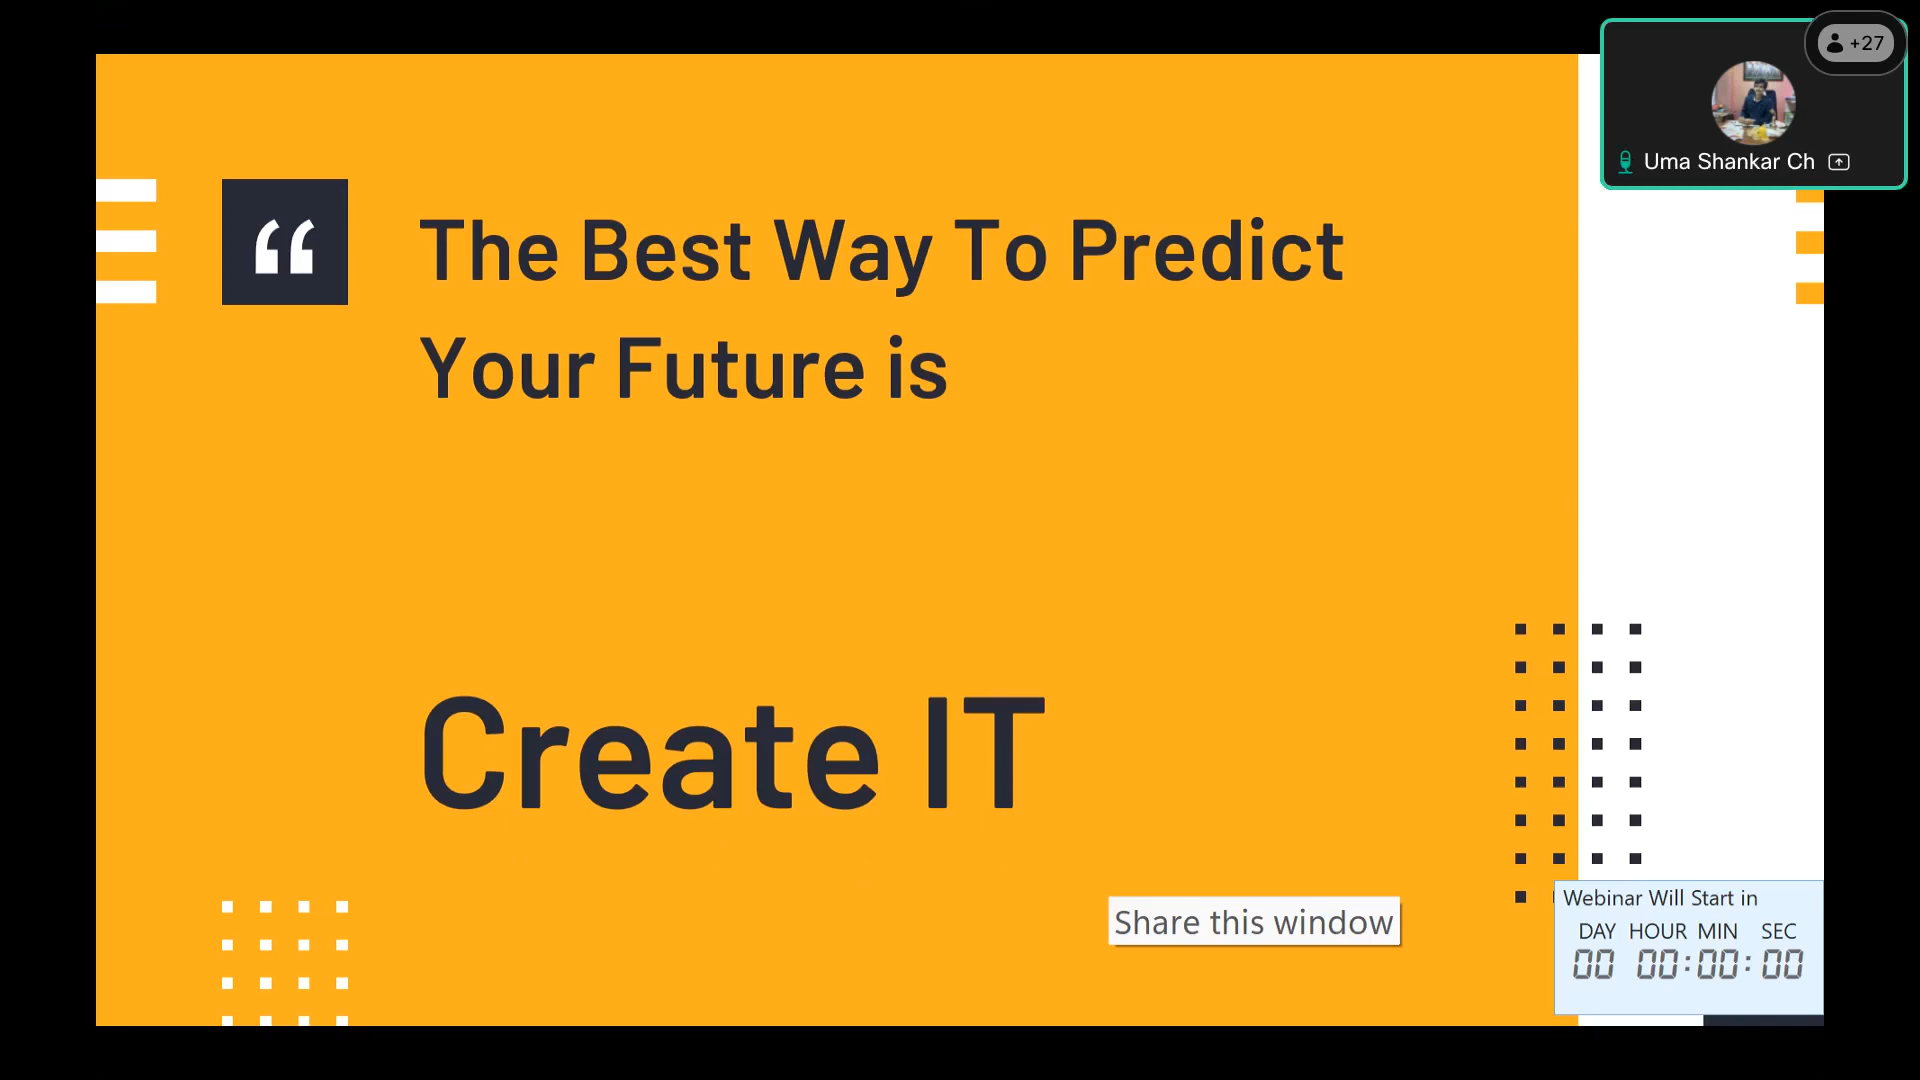 +27
Uma Shankar Ch
“
The Best Way To Predict
Your Future is
Create IT
Share this window
Webinar Will Start in
DAY HOUR MIN SEC
00 00:00:00